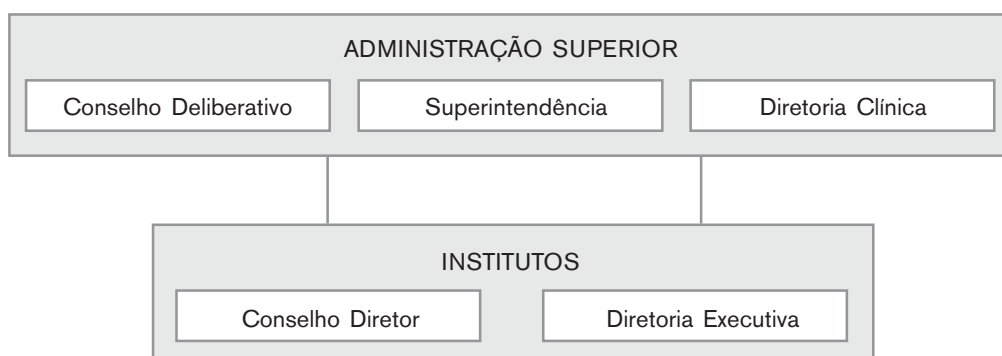 ADMINISTRAÇÃO SUPERIOR
Conselho Deliberativo Superintendência Diretoria Clínica
INSTITUTOS
Conselho Diretor Diretoria Executiva